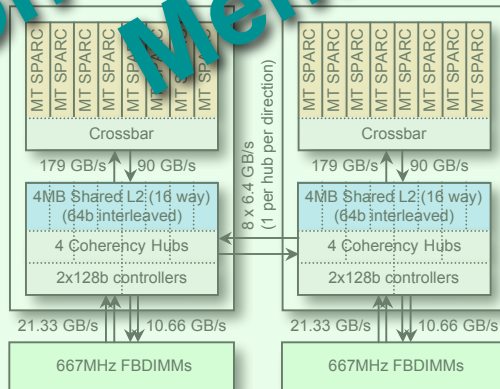 MT SPARC
MT SPARC
MT SPARC
MT SPARC
MT SPARC
MT SPARC
MT SPARC
MT SPARC
Crossbar
179 GB/s
90 GB/s
4MB Shared L2 (16 way)
(64b interleaved)
4 Coherency Hubs
2x128b controllers
21.33 GB/s
10.66 GB/s
667MHz FBDIMMs
8 x 6.4 GB/s
(1 per hub per direction)
MT SPARC
MT SPARC
MT SPARC
MT SPARC
MT SPARC
MT SPARC
MT SPARC
MT SPARC
Crossbar
179 GB/s
90 GB/s
4MB Shared L2 (16 way)
(64b interleaved)
4 Coherency Hubs
2x128b controllers
21.33 GB/s
10.66 GB/s
667MHz FBDIMMs